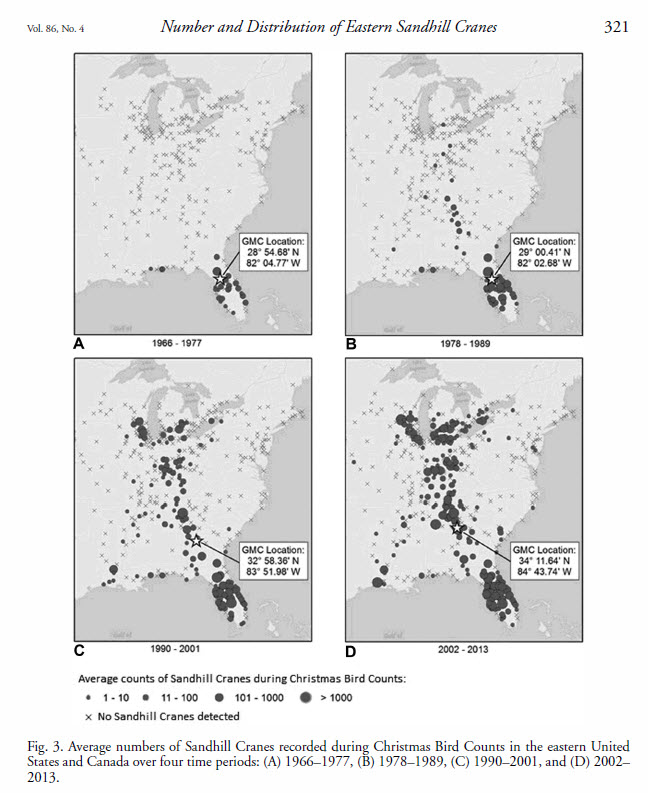 Vol. 86, No. 4 Number and Distribution of Eastern Sandhill Cranes 321
GMC Location:
28° 54.68' N
82° 04.77' W
A 1966 - 1977
GMC Location:
29° 00.41' N
82° 02.68' W
B 1978 - 1989
GMC Location:
32° 58.36' N
83° 51.98' W
C 1990 - 2001
GMC Location:
34° 11.64' N
84° 43.74' W
D 2002 - 2013
Average counts of Sandhill Cranes during Christmas Bird Counts:
1 - 10 11 - 100 101 - 1000 > 1000
× No Sandhill Cranes detected
Fig. 3. Average numbers of Sandhill Cranes recorded during Christmas Bird Counts in the eastern United
States and Canada over four time periods: (A) 1966–1977, (B) 1978–1989, (C) 1990–2001, and (D) 2002–
2013.